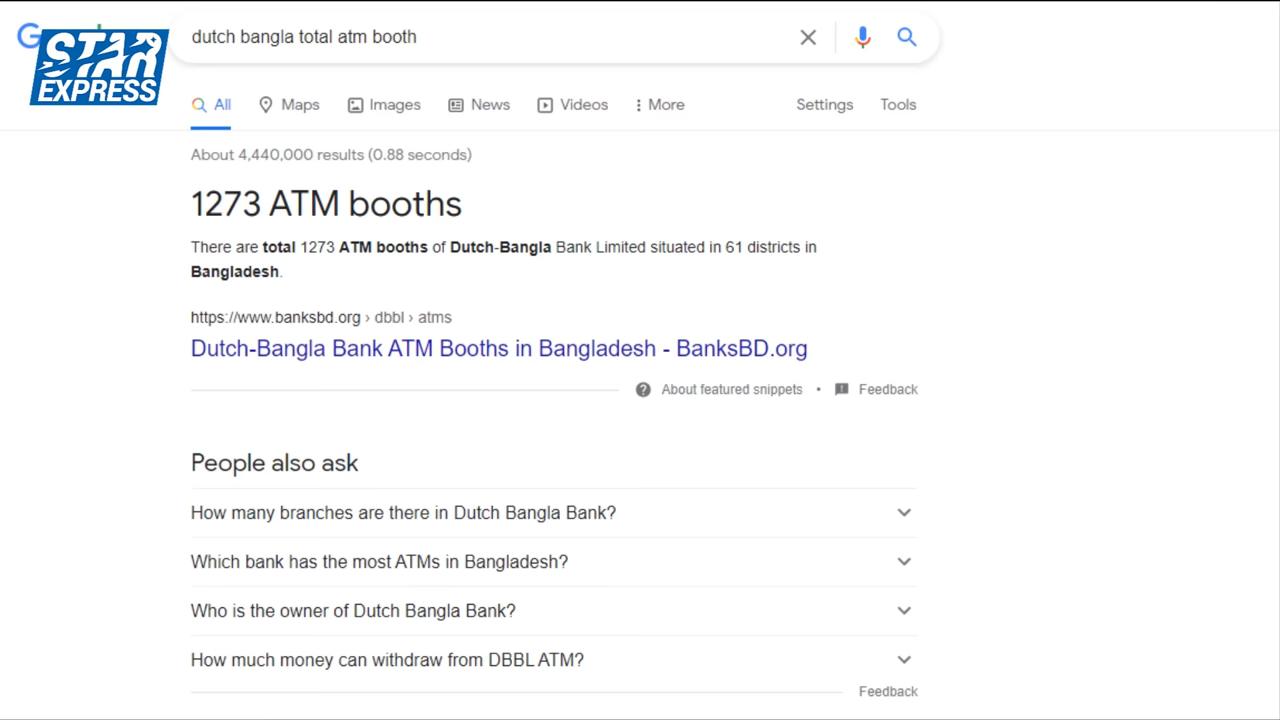 STAR
EXPRESS
dutch bangla total atm booth
All Maps Images News Videos More Settings Tools
About 4,440,000 results (0.88 seconds)
1273 ATM booths
There are total 1273 ATM booths of Dutch-Bangla Bank Limited situated in 61 districts in
Bangladesh.
https://www.banksbd.org › dbbl › atms
Dutch-Bangla Bank ATM Booths in Bangladesh - BanksBD.org
About featured snippets • Feedback
People also ask
How many branches are there in Dutch Bangla Bank?
Which bank has the most ATMs in Bangladesh?
Who is the owner of Dutch Bangla Bank?
How much money can withdraw from DBBL ATM?
Feedback